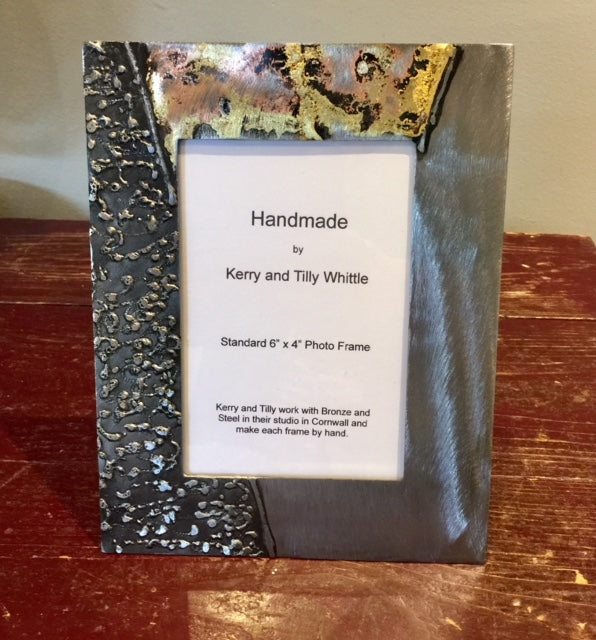 Handmade
by
Kerry and Tilly Whittle
Standard 6" x 4" Photo Frame
Kerry and Tilly work with Bronze and
Steel in their studio in Cornwall and
make each frame by hand.